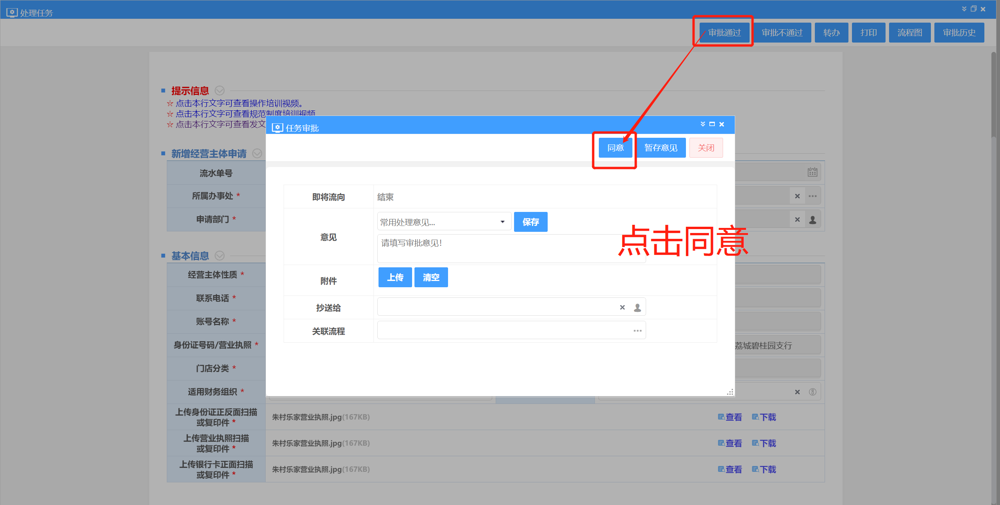 处理任务
审批通过 审批不通过 转办 打印 流程图 审批历史
提示信息
☆ 点击本行文字可查看操作培训视频。
☆ 点击本行文字可查看规范制度培训视频
☆ 点击本行文字可查看发文
任务审批
同意 暂存意见 关闭
新增经营主体申请
流水单号
所属办事处 *
申请部门 *
即将流向 结束
意见 常用处理意见... 保存
请填写审批意见!
点击同意
附件 上传 清空
抄送给
关联流程
基本信息
经营主体性质 *
联系电话 *
账号名称 *
身份证号码/营业执照 * 荔城碧桂园支行
门店分类 *
适用财务组织 *
上传身份证正反面扫描
或复印件 * 朱村乐家营业执照.jpg(167KB) 查看 下载
上传营业执照扫描
或复印件 * 朱村乐家营业执照.jpg(167KB) 查看 下载
上传银行卡正面扫描
或复印件 * 朱村乐家营业执照.jpg(167KB) 查看 下载